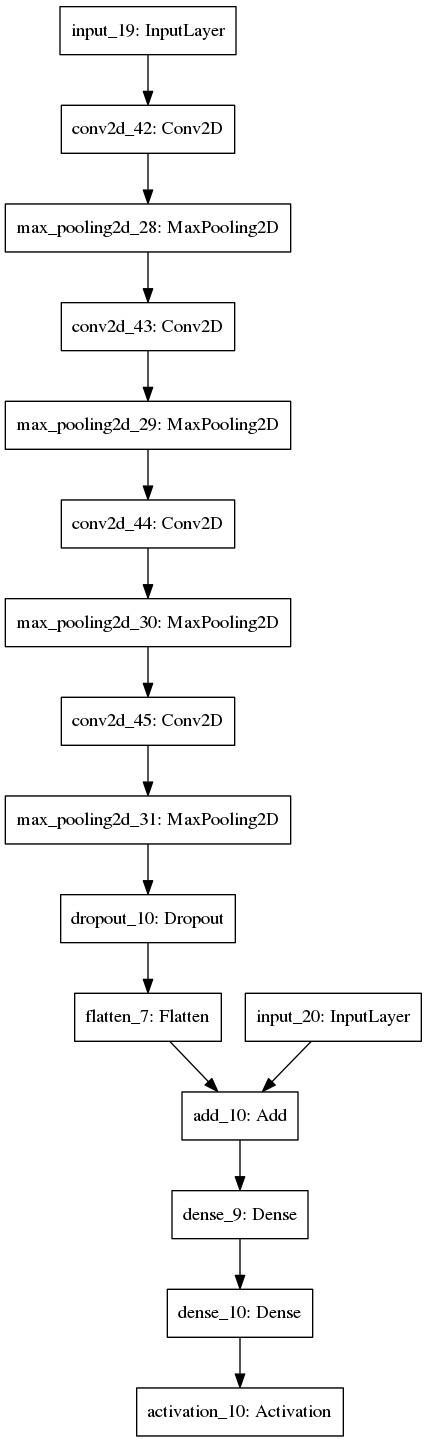 input_19: InputLayer
conv2d_42: Conv2D
max_pooling2d_28: MaxPooling2D
conv2d_43: Conv2D
max_pooling2d_29: MaxPooling2D
conv2d_44: Conv2D
max_pooling2d_30: MaxPooling2D
conv2d_45: Conv2D
max_pooling2d_31: MaxPooling2D
dropout_10: Dropout
flatten_7: Flatten
input_20: InputLayer
add_10: Add
dense_9: Dense
dense_10: Dense
activation_10: Activation